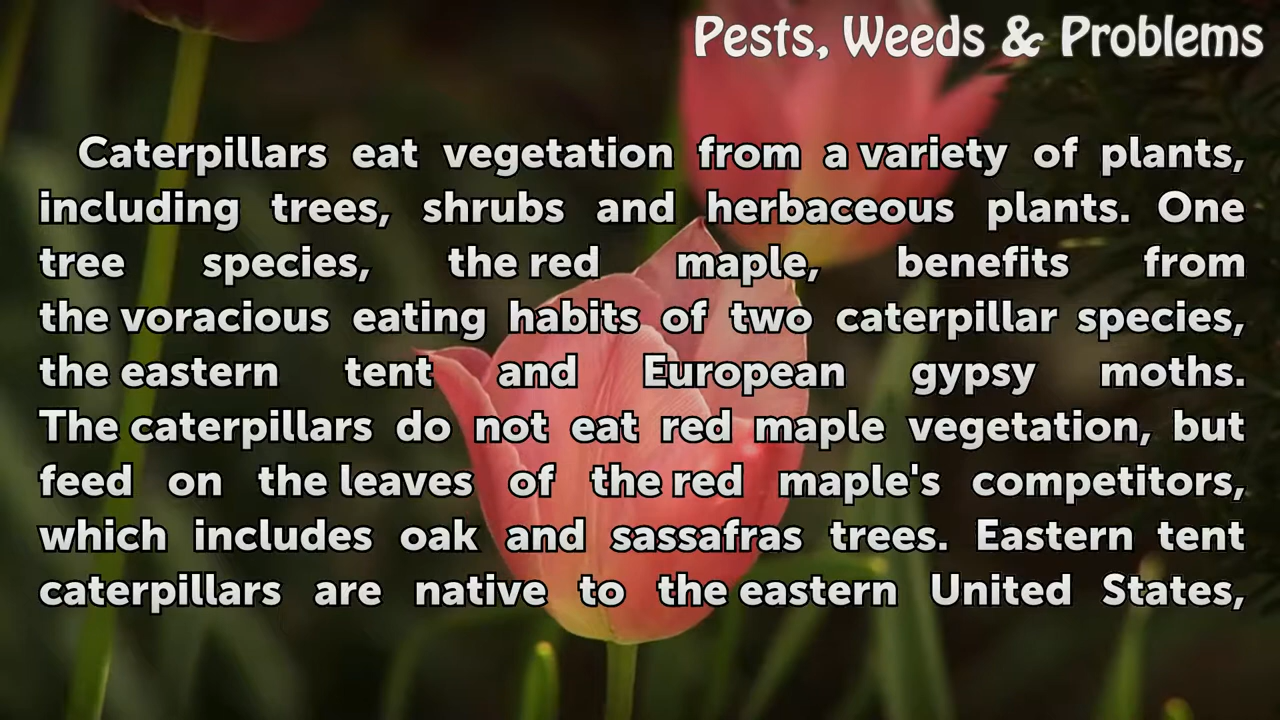 Pests, Weeds & Problems
Caterpillars eat vegetation from a variety of plants,
including trees, shrubs and herbaceous plants. One
tree species, the red maple, benefits from
the voracious eating habits of two caterpillar species,
the eastern tent and European gypsy moths.
The caterpillars do not eat red maple vegetation, but
feed on the leaves of the red maple's competitors,
which includes oak and sassafras trees. Eastern tent
caterpillars are native to the eastern United States,